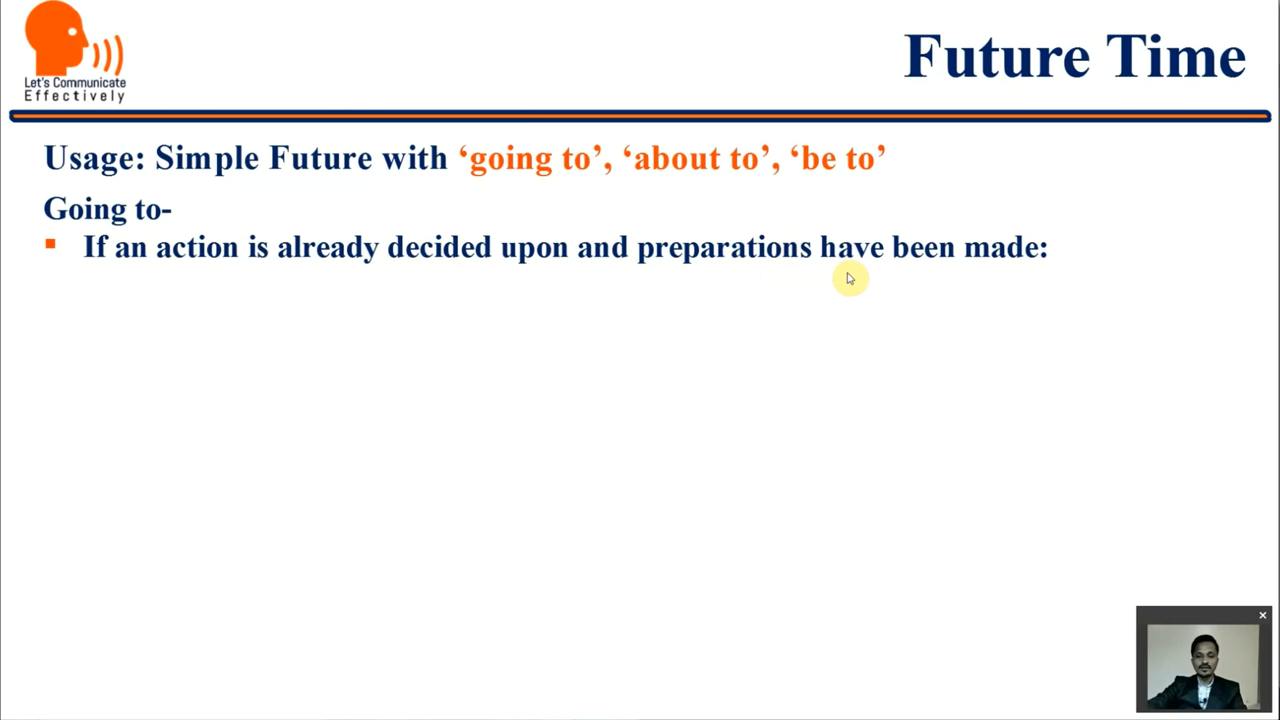 Let's Communicate
Effectively
Future Time
Usage: Simple Future with ‘going to’, ‘about to’, ‘be to’
Going to-
▪ If an action is already decided upon and preparations have been made: